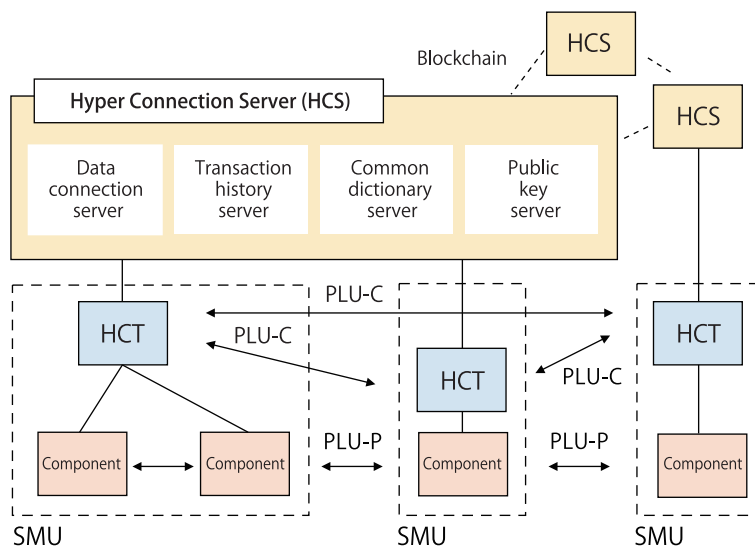 HCS
Blockchain
Hyper Connection Server (HCS)
HCS
Data
connection
server
Transaction
history
server
Common
dictionary
server
Public
key
server
PLU-C
HCT
PLU-C
HCT
HCT
PLU-C
Component
Component
PLU-P
Component
PLU-P
Component
SMU
SMU
SMU